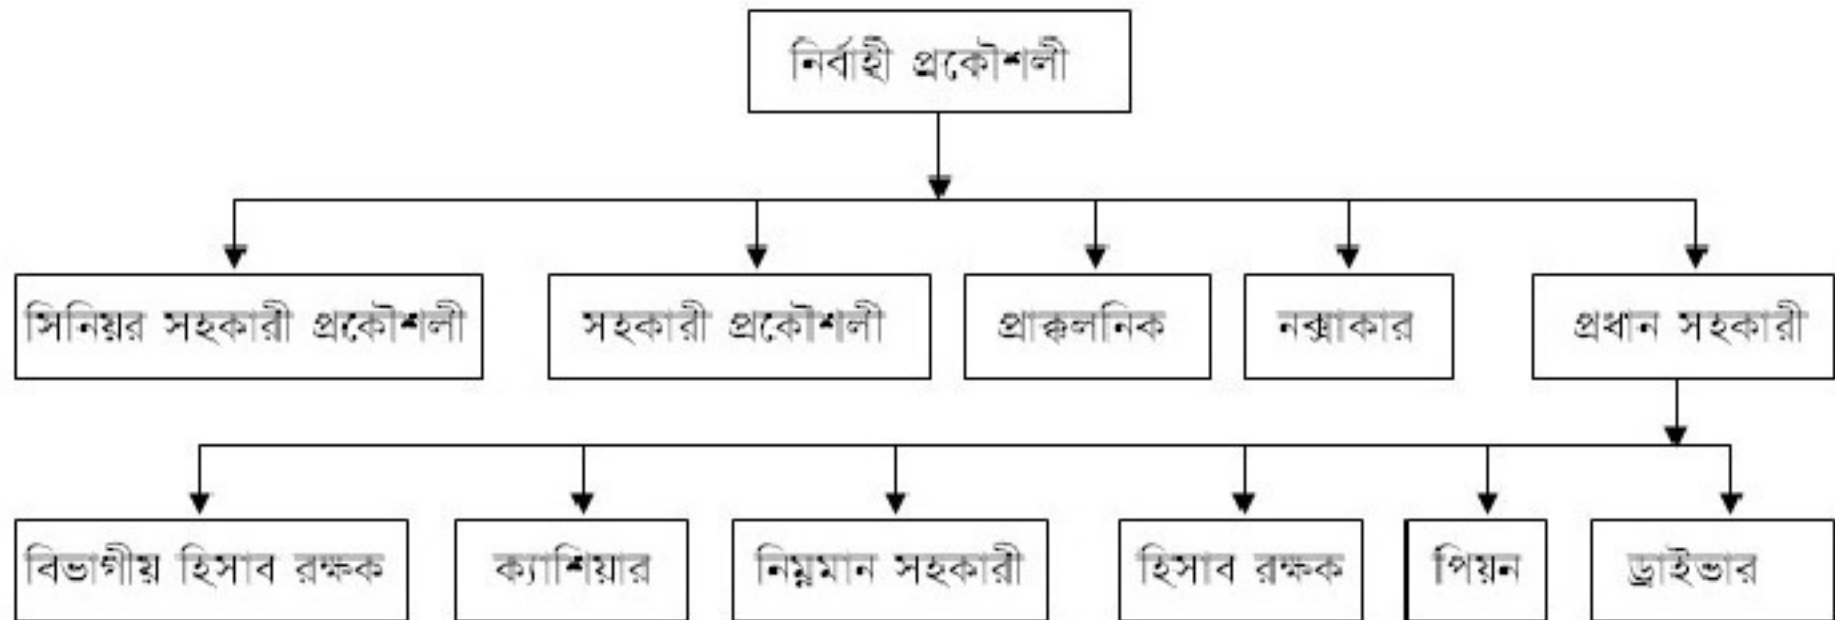 নির্বাহী প্রকৌশলী
সিনিয়র সহকারী প্রকৌশলী
সহকারী প্রকৌশলী
প্রাক্কলনিক
নক্সাকার
প্রধান সহকারী
বিভাগীয় হিসাব রক্ষক
ক্যাশিয়ার
নিম্নমান সহকারী
হিসাব রক্ষক
পিয়ন
ড্রাইভার